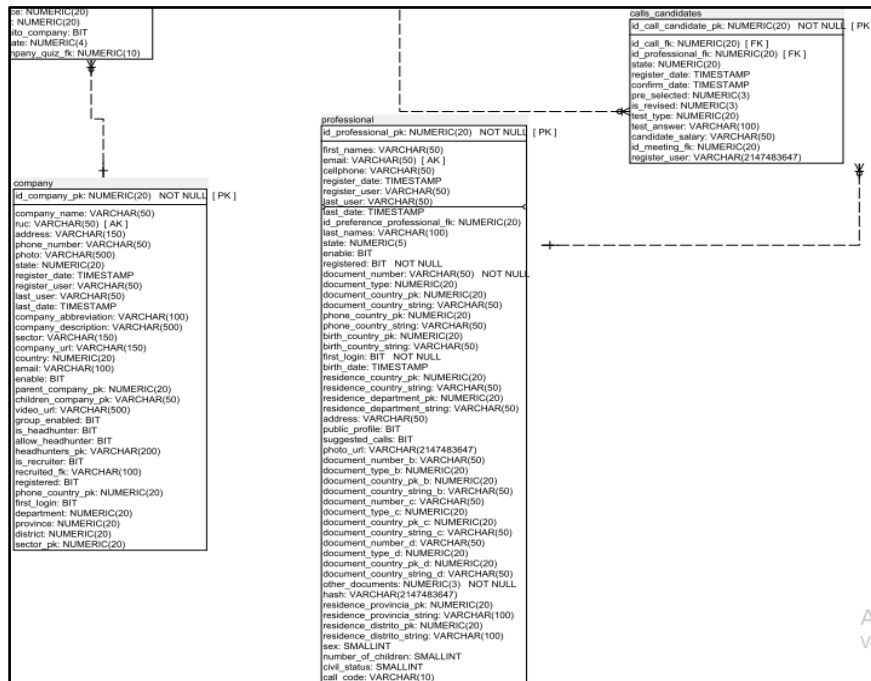 ce: NUMERIC(20)
: NUMERIC(20)
ito_company: BIT
ate: NUMERIC(4)
npany_quiz_fk: NUMERIC(10)
company
id_company_pk: NUMERIC(20) NOT NULL [ PK ]
company_name: VARCHAR(50)
ruc: VARCHAR(50) [ AK ]
address: VARCHAR(150)
phone_number: VARCHAR(50)
photo: VARCHAR(500)
state: NUMERIC(20)
register_date: TIMESTAMP
register_user: VARCHAR(50)
last_user: VARCHAR(50)
last_date: TIMESTAMP
company_abbreviation: VARCHAR(100)
company_description: VARCHAR(500)
sector: VARCHAR(150)
company_url: VARCHAR(150)
country: NUMERIC(20)
email: VARCHAR(100)
enable: BIT
parent_company_pk: NUMERIC(20)
children_company_pk: VARCHAR(50)
video_url: VARCHAR(500)
group_enabled: BIT
is_headhunter: BIT
allow_headhunter: BIT
headhunters_pk: VARCHAR(200)
is_recruiter: BIT
recruited_fk: VARCHAR(100)
registered: BIT
phone_country_pk: NUMERIC(20)
first_login: BIT
department: NUMERIC(20)
province: NUMERIC(20)
district: NUMERIC(20)
sector_pk: NUMERIC(20)
professional
id_professional_pk: NUMERIC(20) NOT NULL [ PK ]
first_names: VARCHAR(50)
email: VARCHAR(50) [ AK ]
cellphone: VARCHAR(50)
register_date: TIMESTAMP
register_user: VARCHAR(50)
last_user: VARCHAR(50)
last_date: TIMESTAMP
id_preference_professional_fk: NUMERIC(20)
last_names: VARCHAR(100)
state: NUMERIC(5)
enable: BIT
registered: BIT NOT NULL
document_number: VARCHAR(50) NOT NULL
document_type: NUMERIC(20)
document_country_pk: NUMERIC(20)
document_country_string: VARCHAR(50)
phone_country_pk: NUMERIC(20)
phone_country_string: VARCHAR(50)
birth_country_pk: NUMERIC(20)
birth_country_string: VARCHAR(50)
first_login: BIT NOT NULL
birth_date: TIMESTAMP
residence_country_pk: NUMERIC(20)
residence_country_string: VARCHAR(50)
residence_department_pk: NUMERIC(20)
residence_department_string: VARCHAR(50)
address: VARCHAR(50)
public_profile: BIT
suggested_calls: BIT
photo_url: VARCHAR(2147483647)
document_number_b: VARCHAR(50)
document_type_b: NUMERIC(20)
document_country_pk_b: NUMERIC(20)
document_country_string_b: VARCHAR(50)
document_number_c: VARCHAR(50)
document_type_c: NUMERIC(20)
document_country_pk_c: NUMERIC(20)
document_country_string_c: VARCHAR(50)
document_number_d: VARCHAR(50)
document_type_d: NUMERIC(20)
document_country_pk_d: NUMERIC(20)
document_country_string_d: VARCHAR(50)
other_documents: NUMERIC(3) NOT NULL
hash: VARCHAR(2147483647)
residence_provincia_pk: NUMERIC(20)
residence_provincia_string: VARCHAR(100)
residence_distrito_pk: NUMERIC(20)
residence_distrito_string: VARCHAR(100)
sex: SMALLINT
number_of_children: SMALLINT
civil_status: SMALLINT
call_code: VARCHAR(10)
calls_candidates
id_call_candidate_pk: NUMERIC(20) NOT NULL [ PK
id_call_fk: NUMERIC(20) [ FK ]
id_professional_fk: NUMERIC(20) [ FK ]
state: NUMERIC(20)
register_date: TIMESTAMP
confirm_date: TIMESTAMP
pre_selected: NUMERIC(3)
is_revised: NUMERIC(3)
test_type: NUMERIC(20)
test_answer: VARCHAR(100)
candidate_salary: VARCHAR(50)
id_meeting_fk: NUMERIC(20)
register_user: VARCHAR(2147483647)